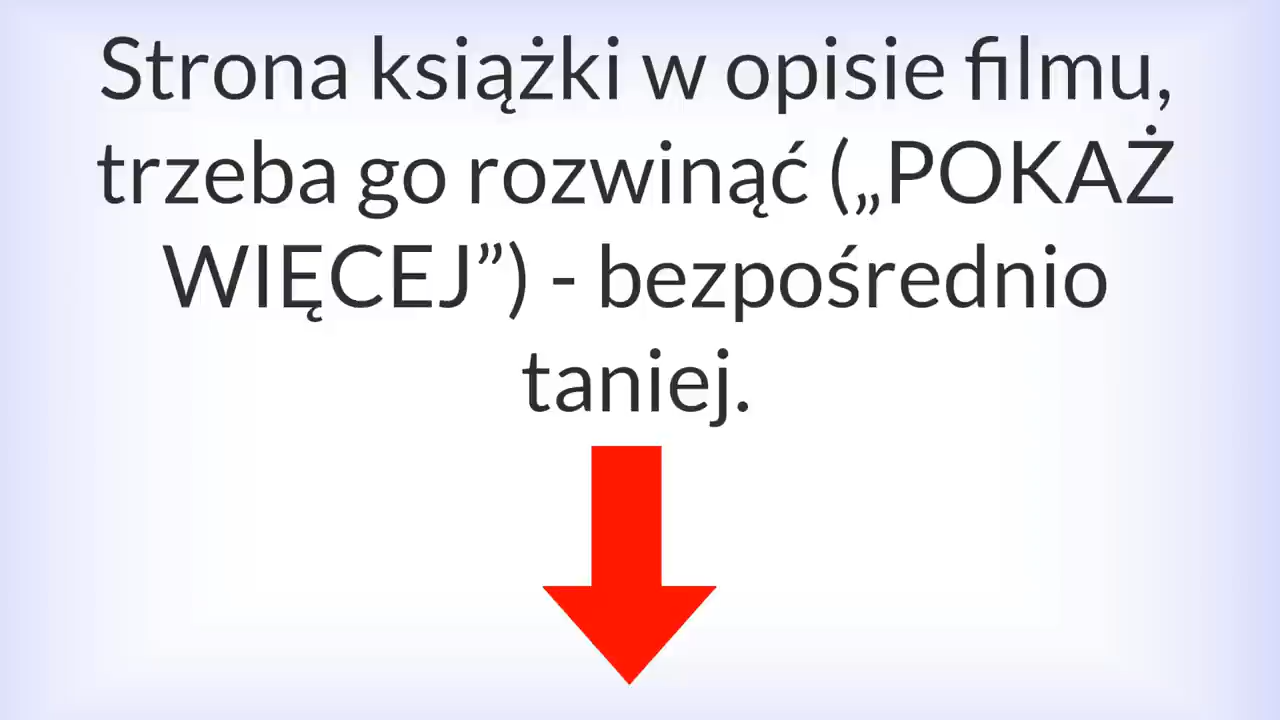 Strona książki w opisie filmu,
trzeba go rozwinąć („POKAŻ
WIĘCEJ”) - bezpośrednio
taniej.